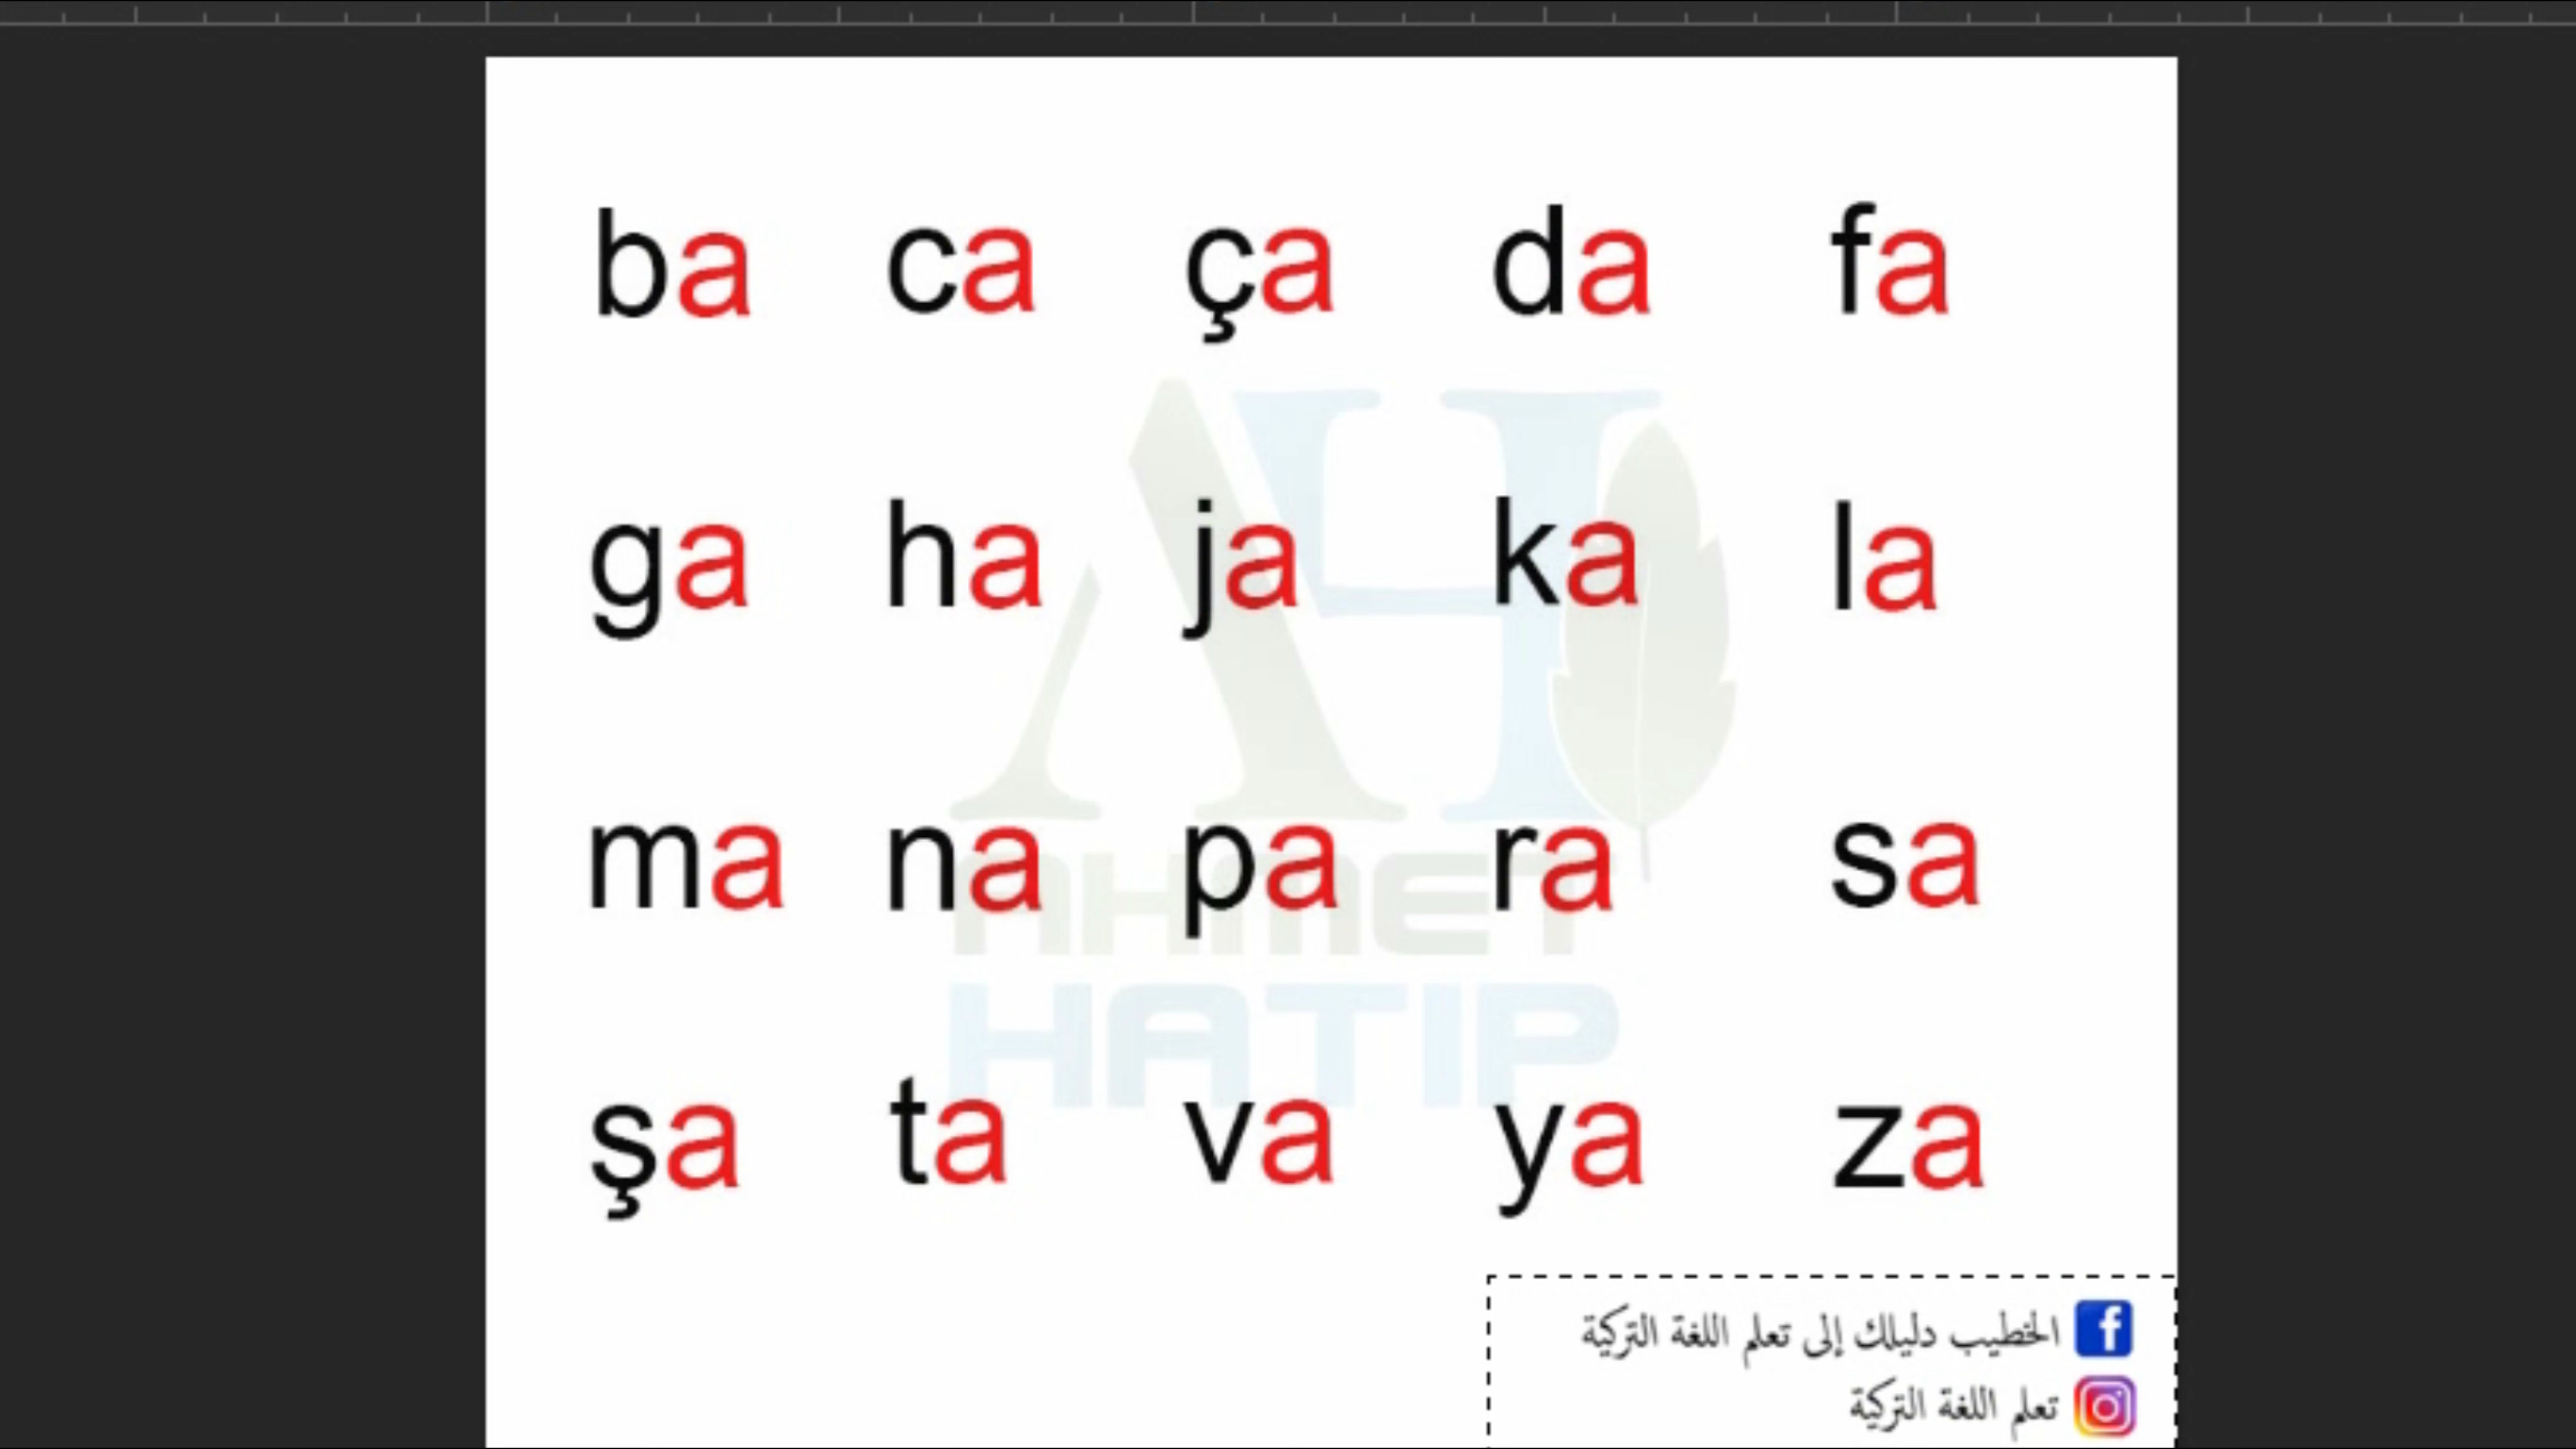 ba ca ça da fa
ga ha ja ka la
ma na pa ra sa
AHMET
HATIP
şa ta va ya za
الخطيب دليلك إلى تعلم اللغة التركية
تعلم اللغة التركية